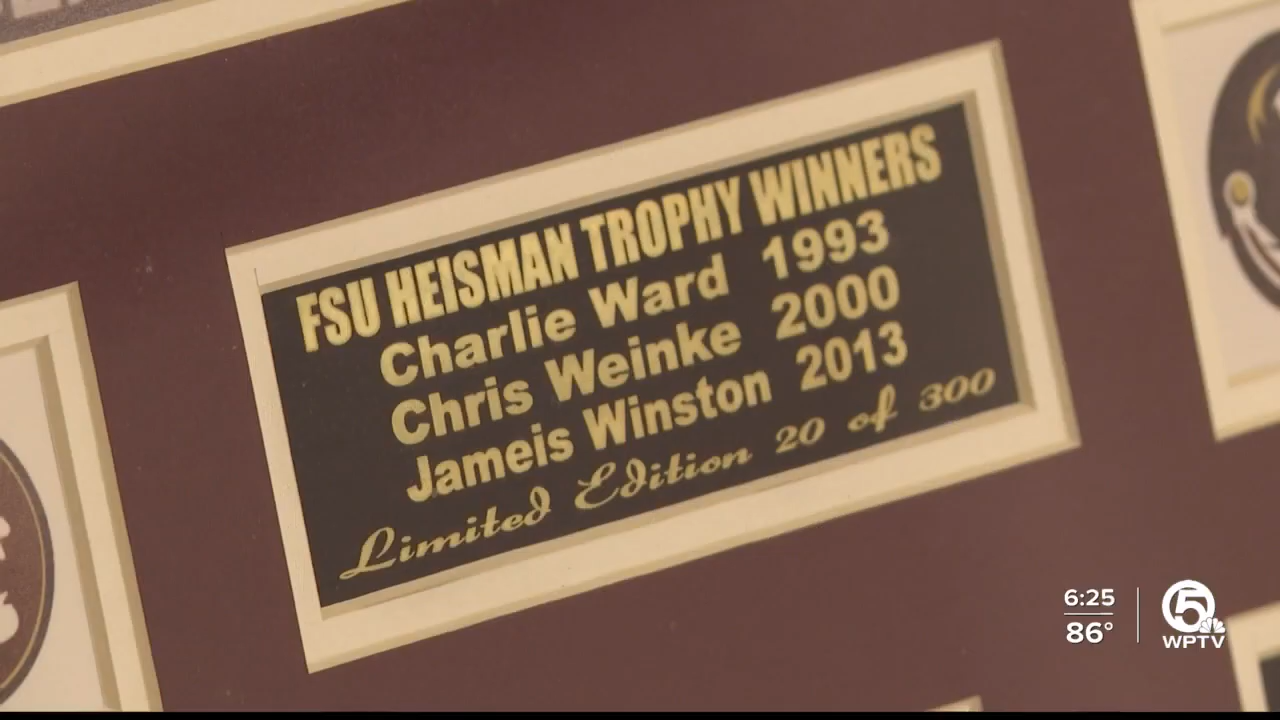 FSU HEISMAN TROPHY WINNERS
Charlie Ward 1993
Chris Weinke 2000
Jameis Winston 2013
Limited Edition 20 of 300
6:25
86°
5
WPTV